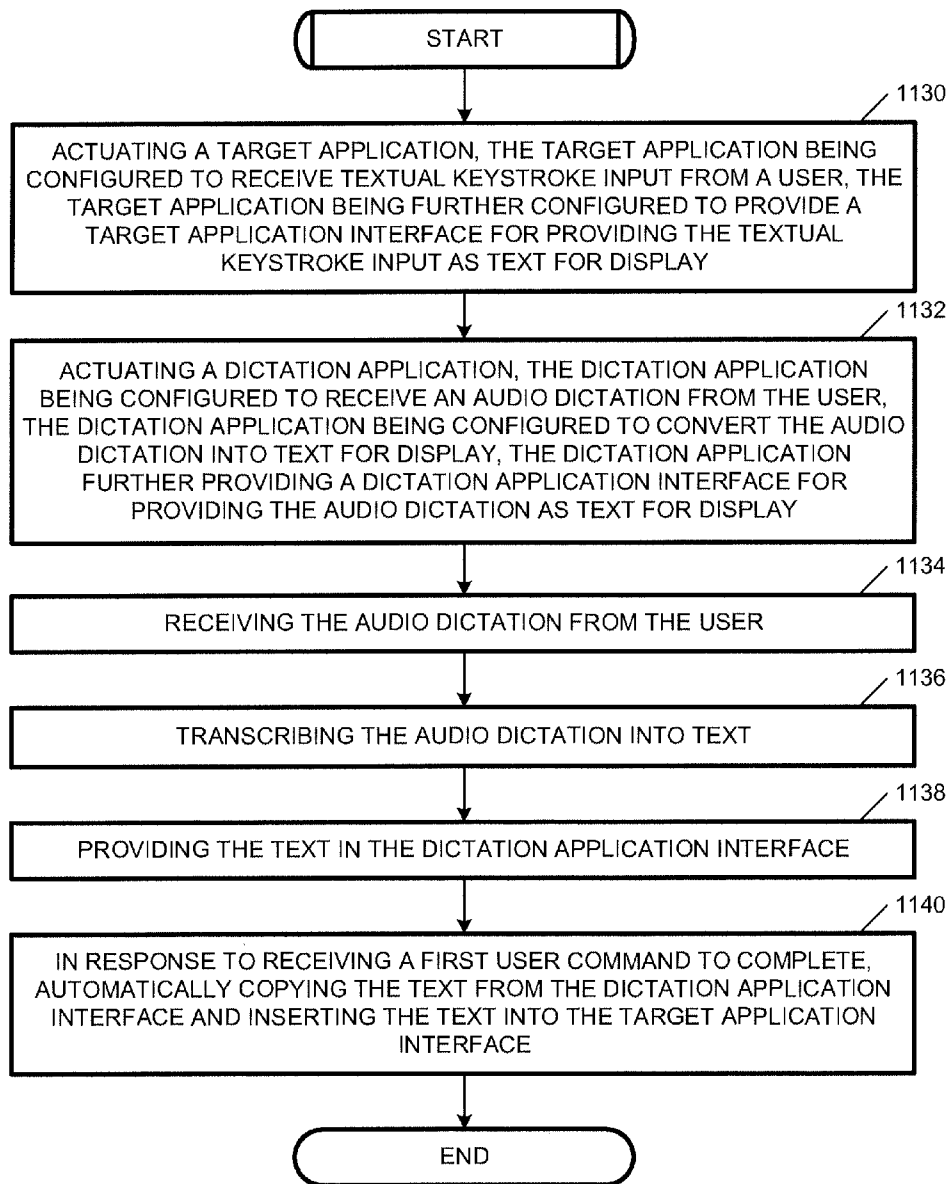 START
1130
ACTUATING A TARGET APPLICATION, THE TARGET APPLICATION BEING
CONFIGURED TO RECEIVE TEXTUAL KEYSTROKE INPUT FROM A USER, THE
TARGET APPLICATION BEING FURTHER CONFIGURED TO PROVIDE A
TARGET APPLICATION INTERFACE FOR PROVIDING THE TEXTUAL
KEYSTROKE INPUT AS TEXT FOR DISPLAY
1132
ACTUATING A DICTATION APPLICATION, THE DICTATION APPLICATION
BEING CONFIGURED TO RECEIVE AN AUDIO DICTATION FROM THE USER,
THE DICTATION APPLICATION BEING CONFIGURED TO CONVERT THE AUDIO
DICTATION INTO TEXT FOR DISPLAY, THE DICTATION APPLICATION
FURTHER PROVIDING A DICTATION APPLICATION INTERFACE FOR
PROVIDING THE AUDIO DICTATION AS TEXT FOR DISPLAY
1134
RECEIVING THE AUDIO DICTATION FROM THE USER
1136
TRANSCRIBING THE AUDIO DICTATION INTO TEXT
1138
PROVIDING THE TEXT IN THE DICTATION APPLICATION INTERFACE
1140
IN RESPONSE TO RECEIVING A FIRST USER COMMAND TO COMPLETE,
AUTOMATICALLY COPYING THE TEXT FROM THE DICTATION APPLICATION
INTERFACE AND INSERTING THE TEXT INTO THE TARGET APPLICATION
INTERFACE
END